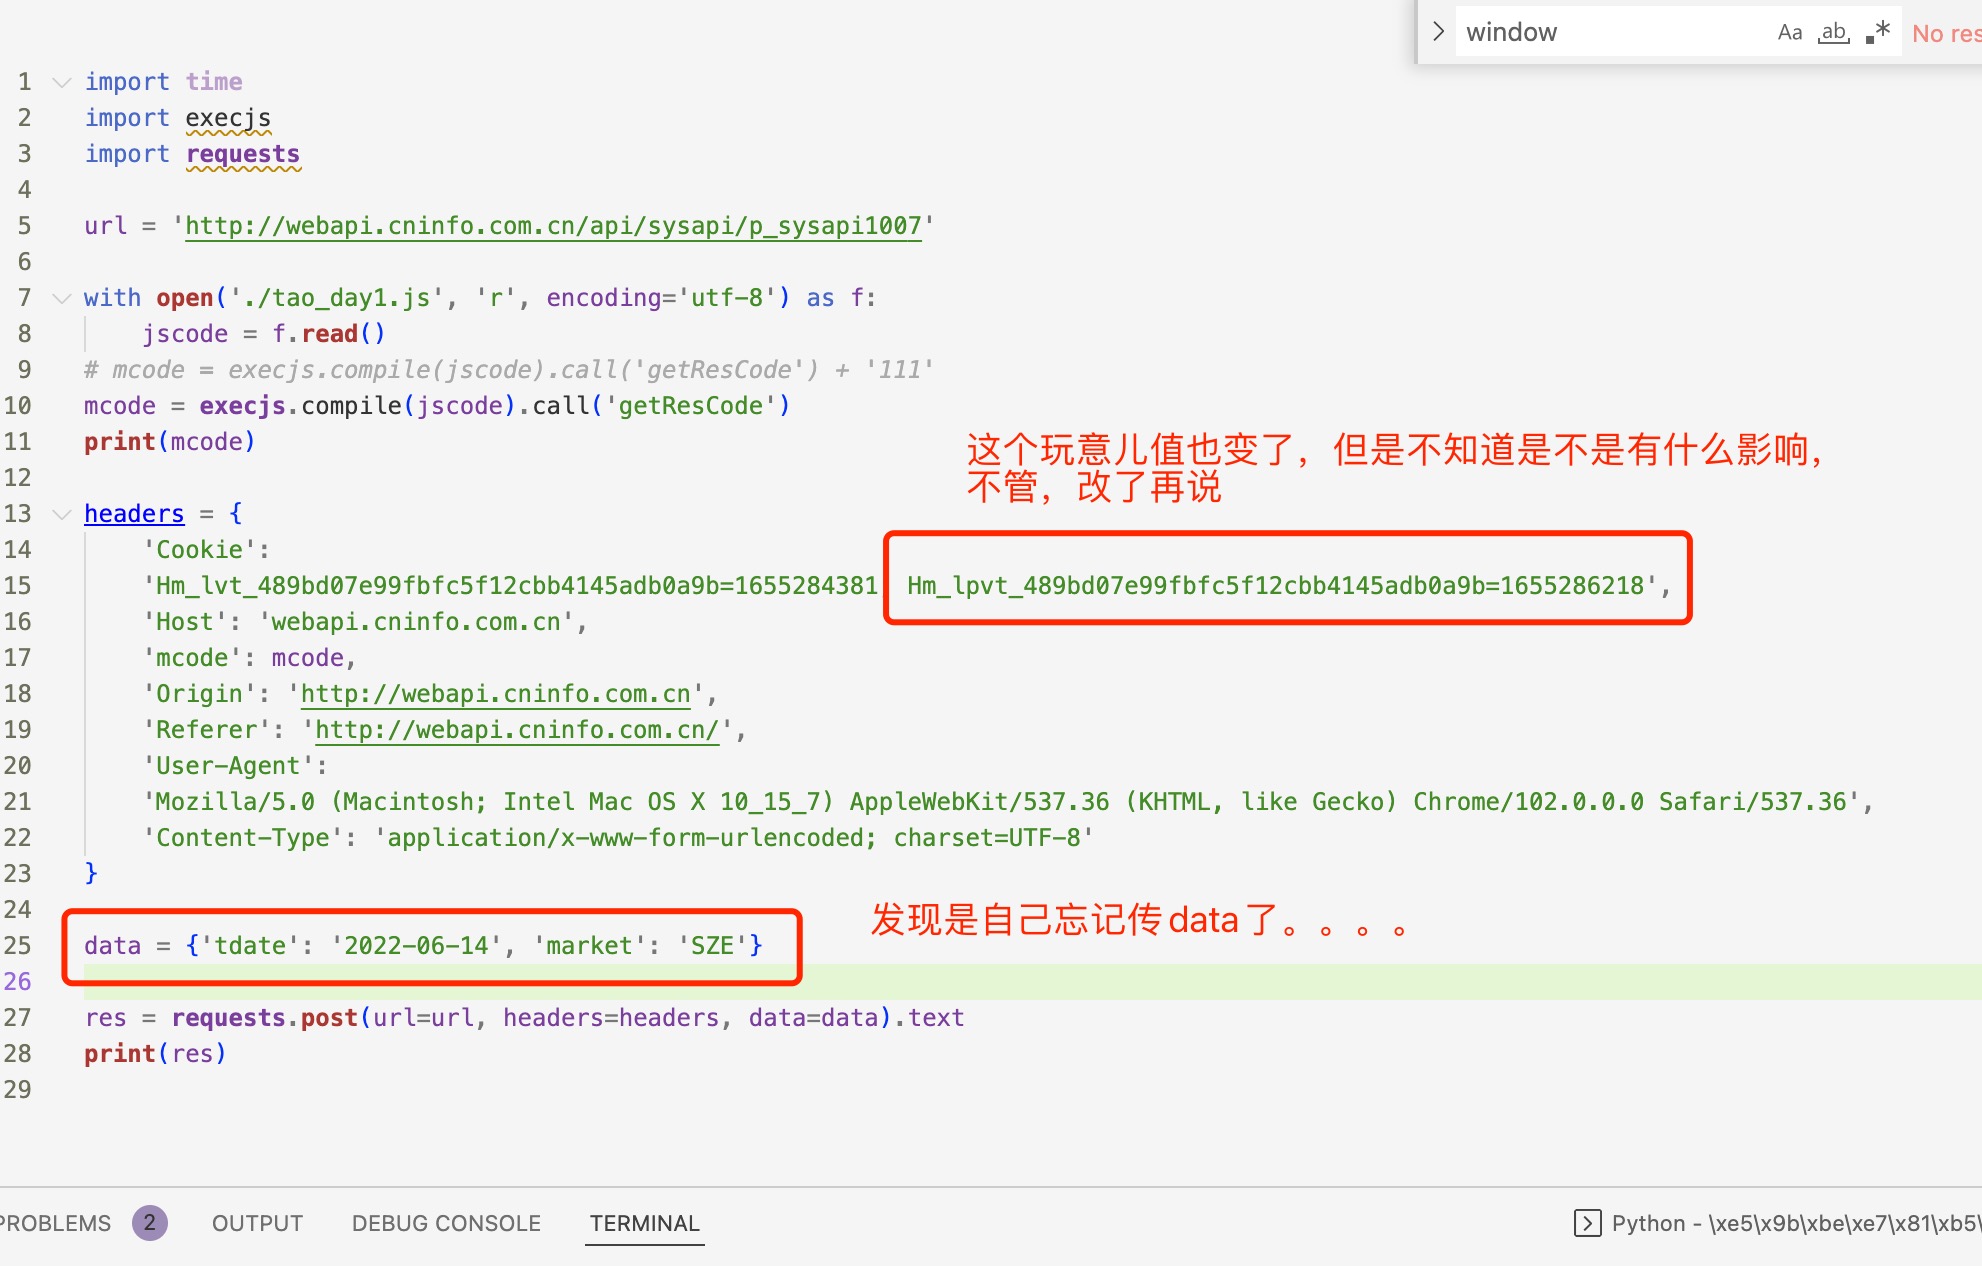 window Aa ab .* No res
1 import time
2 import execjs
3 import requests
4
5 url = 'http://webapi.cninfo.com.cn/api/sysapi/p_sysapi1007'
6
7 with open('./tao_day1.js', 'r', encoding='utf-8') as f:
8 jscode = f.read()
9 # mcode = execjs.compile(jscode).call('getResCode') + '111'
10 mcode = execjs.compile(jscode).call('getResCode')
11 print(mcode)
这个玩意儿值也变了，但是不知道是不是有什么影响，
不管，改了再说
12
13 headers = {
14 'Cookie':
15 'Hm_lvt_489bd07e99fbfc5f12cbb4145adb0a9b=1655284381 Hm_lpvt_489bd07e99fbfc5f12cbb4145adb0a9b=1655286218',
16 'Host': 'webapi.cninfo.com.cn',
17 'mcode': mcode,
18 'Origin': 'http://webapi.cninfo.com.cn',
19 'Referer': 'http://webapi.cninfo.com.cn/',
20 'User-Agent':
21 'Mozilla/5.0 (Macintosh; Intel Mac OS X 10_15_7) AppleWebKit/537.36 (KHTML, like Gecko) Chrome/102.0.0.0 Safari/537.36',
22 'Content-Type': 'application/x-www-form-urlencoded; charset=UTF-8'
23 }
24
发现是自己忘记传data了。。。。
25 data = {'tdate': '2022-06-14', 'market': 'SZE'}
26
27 res = requests.post(url=url, headers=headers, data=data).text
28 print(res)
29
PROBLEMS 2 OUTPUT DEBUG CONSOLE TERMINAL Python - \xe5\x9b\xbe\xe7\x81\xb5\